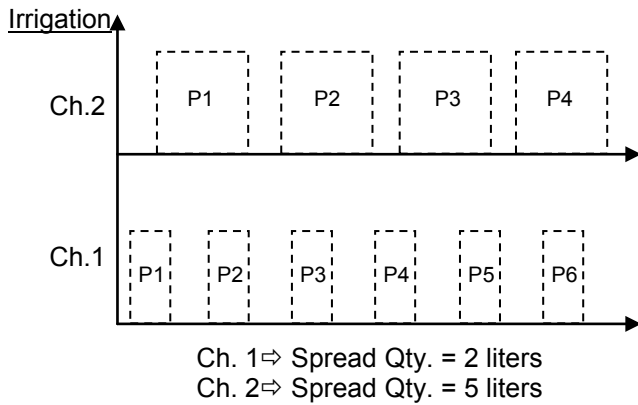 Irrigation
Ch.2
P1 P2 P3 P4
Ch.1
P1 P2 P3 P4 P5 P6
Ch. 1⇨ Spread Qty. = 2 liters
Ch. 2⇨ Spread Qty. = 5 liters